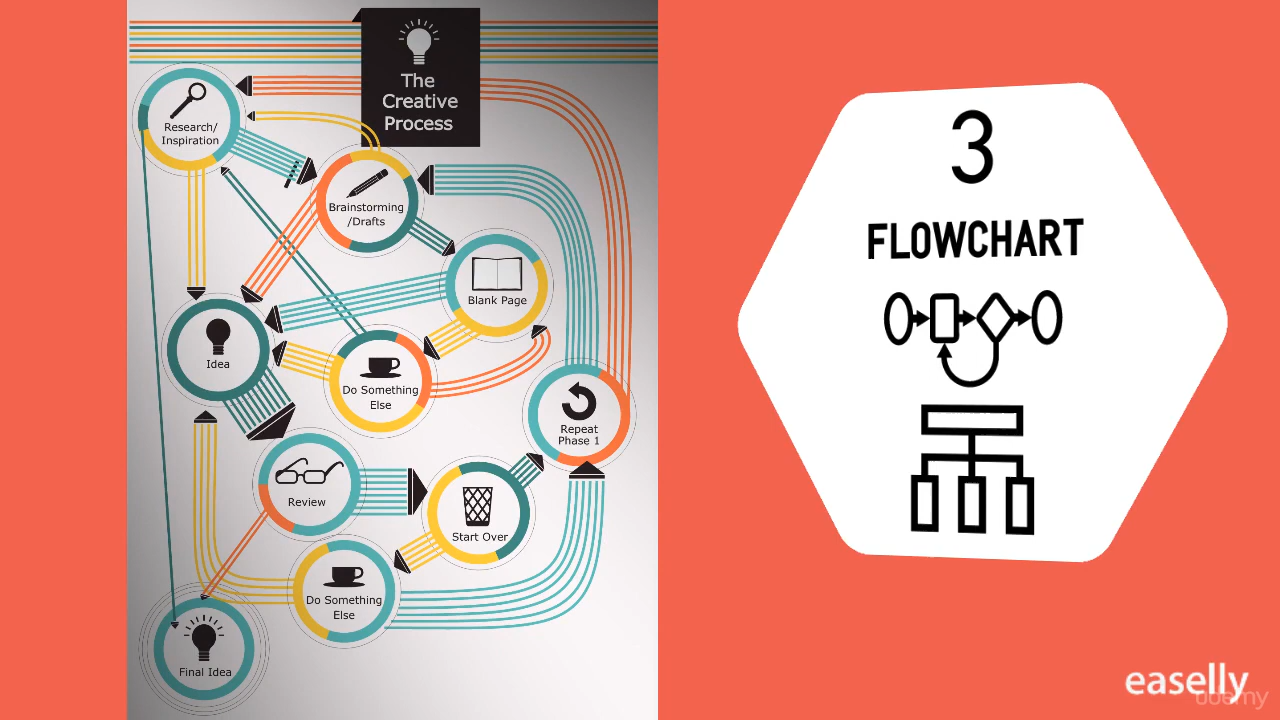 The
Creative
Process
Research/
Inspiration
Brainstorming
/Drafts
Blank Page
Idea
Do Something
Else
Repeat
Phase 1
Review
Start Over
Do Something
Else
Final Idea
3
FLOWCHART
easelly
udemy